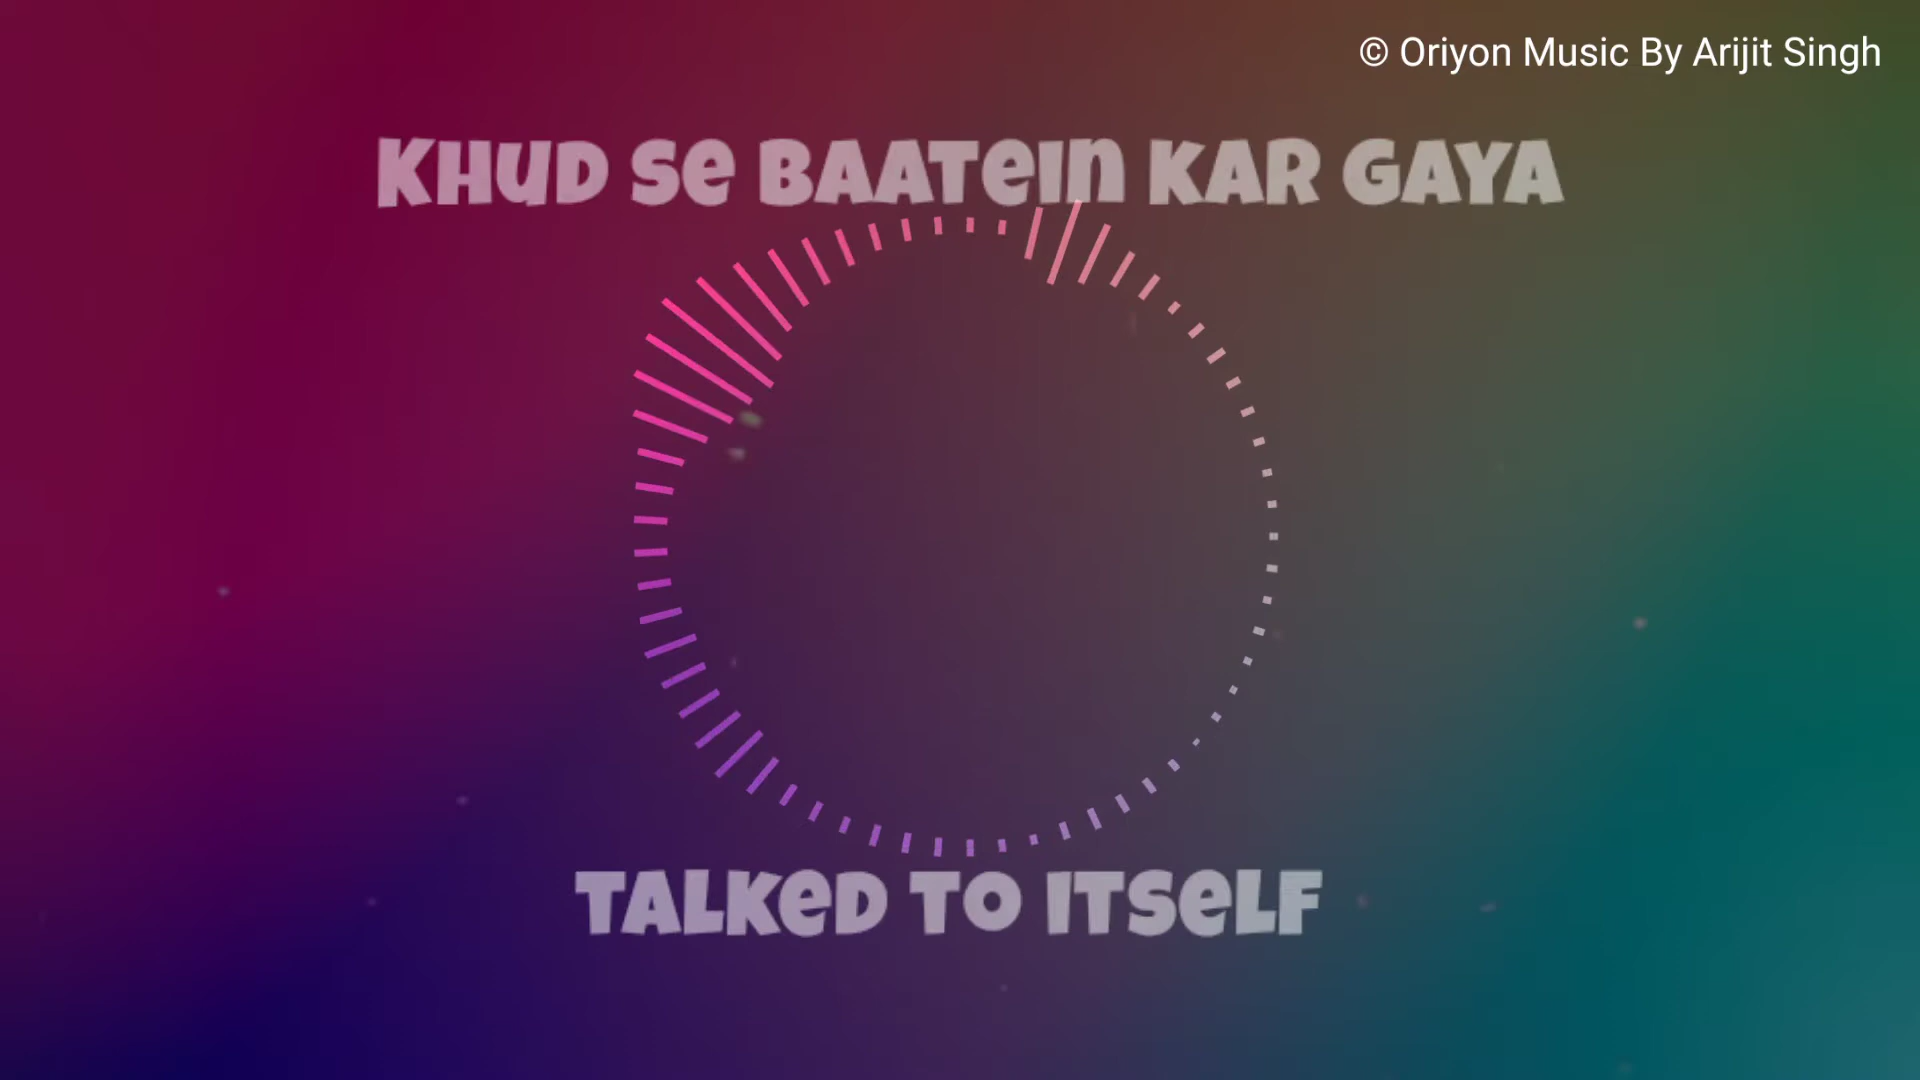 © Oriyon Music By Arijit Singh
KHUD SE BAATEIN KAR GAYA
TALKED TO ITSELF